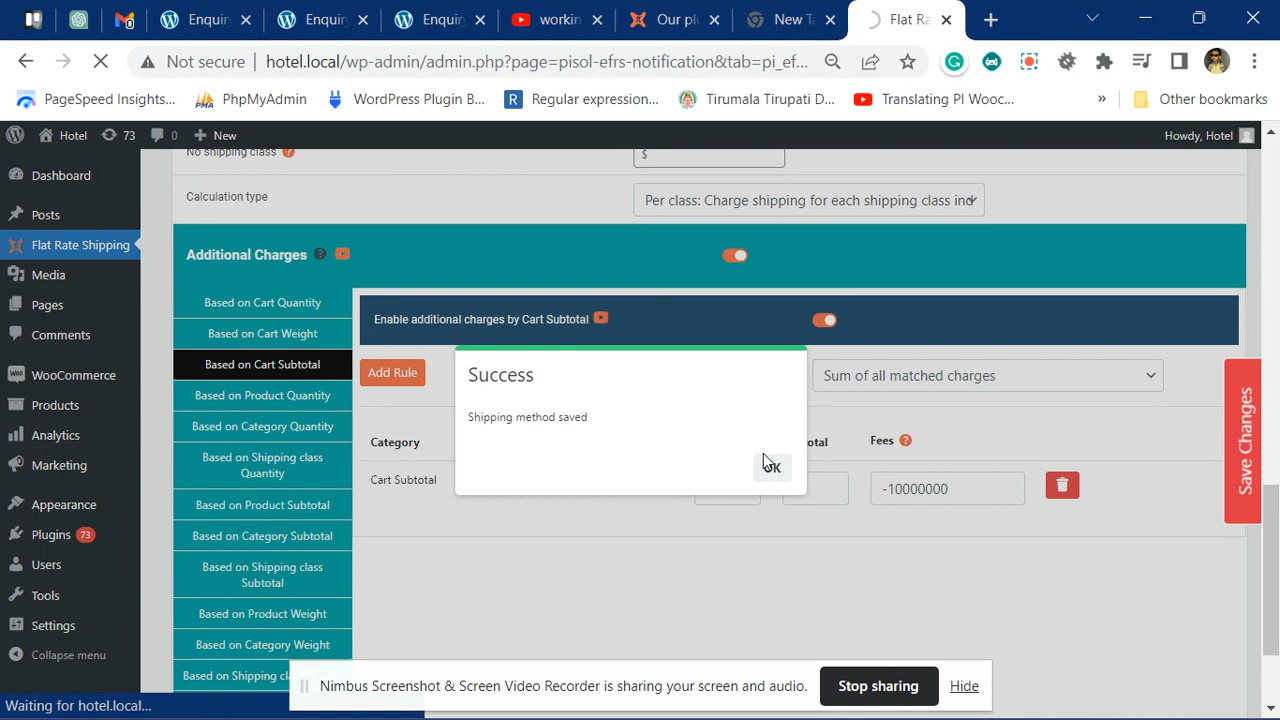 Enquiry
Enquiry
Enquiry
workin
Our pl
New Ta
Flat Ra
Not secure
hotel.local/wp-admin/admin.php?page=pisol-efrs-notification&tab=pi_ef...
PageSpeed Insights...
PhpMyAdmin
WordPress Plugin B...
Regular expression...
Tirumala Tirupati D...
Translating PI Wooc...
»
Other bookmarks
Hotel
73
0
New
Howdy, Hotel
Dashboard
Posts
Flat Rate Shipping
Media
Pages
Comments
WooCommerce
Products
Analytics
Marketing
Appearance
Plugins 73
Users
Tools
Settings
Collapse menu
No shipping class ?
$
Calculation type
Per class: Charge shipping for each shipping class ind
Additional Charges ?
Based on Cart Quantity
Based on Cart Weight
Based on Cart Subtotal
Based on Product Quantity
Based on Category Quantity
Based on Shipping class
Quantity
Based on Product Subtotal
Based on Category Subtotal
Based on Shipping class
Subtotal
Based on Product Weight
Based on Category Weight
Based on Shipping cl
Enable additional charges by Cart Subtotal
Add Rule
Sum of all matched charges
Category
otal
Fees ?
Cart Subtotal
-10000000
Success
Shipping method saved
OK
Save Changes
Nimbus Screenshot & Screen Video Recorder is sharing your screen and audio.
Stop sharing
Hide
Waiting for hotel.local...